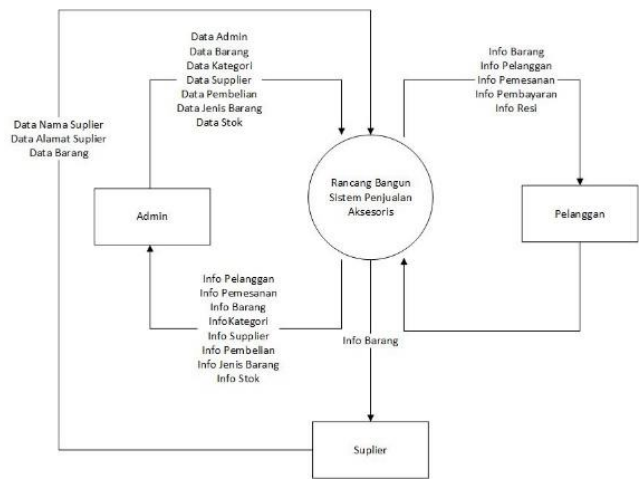 Data Admin
Data Barang
Data Kategori
Data Supplier
Data Pembelian
Data Jenis Barang
Data Stok
Info Barang
Info Pelanggan
Info Pemesanan
Info Pembayaran
Info Resi
Data Nama Suplier
Data Alamat Suplier
Data Barang
Admin
Rancang Bangun
Sistem Penjualan
Aksesoris
Pelanggan
Info Pelanggan
Info Pemesanan
Info Barang
InfoKategori
Info Supplier
Info Pembelian
Info Jenis Barang
Info Stok
Info Barang
Suplier